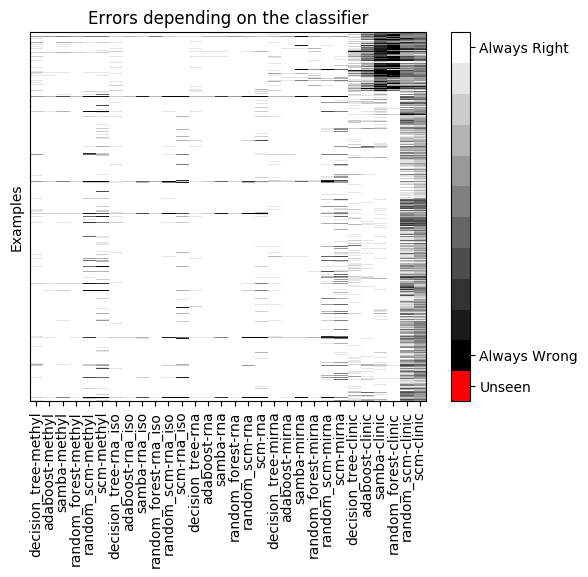 Errors depending on the classifier
Examples
Always Right
Always Wrong
Unseen
decision_tree-methyl
adaboost-methyl
samba-methyl
random_forest-methyl
random_scm-methyl
scm-methyl
decision_tree-rna_iso
adaboost-rna_iso
samba-rna_iso
random_forest-rna_iso
random_scm-rna_iso
scm-rna_iso
decision_tree-rna
adaboost-rna
samba-rna
random_forest-rna
random_scm-rna
scm-rna
decision_tree-mirna
adaboost-mirna
samba-mirna
random_forest-mirna
random_scm-mirna
scm-mirna
decision_tree-clinic
adaboost-clinic
samba-clinic
random_forest-clinic
random_scm-clinic
scm-clinic